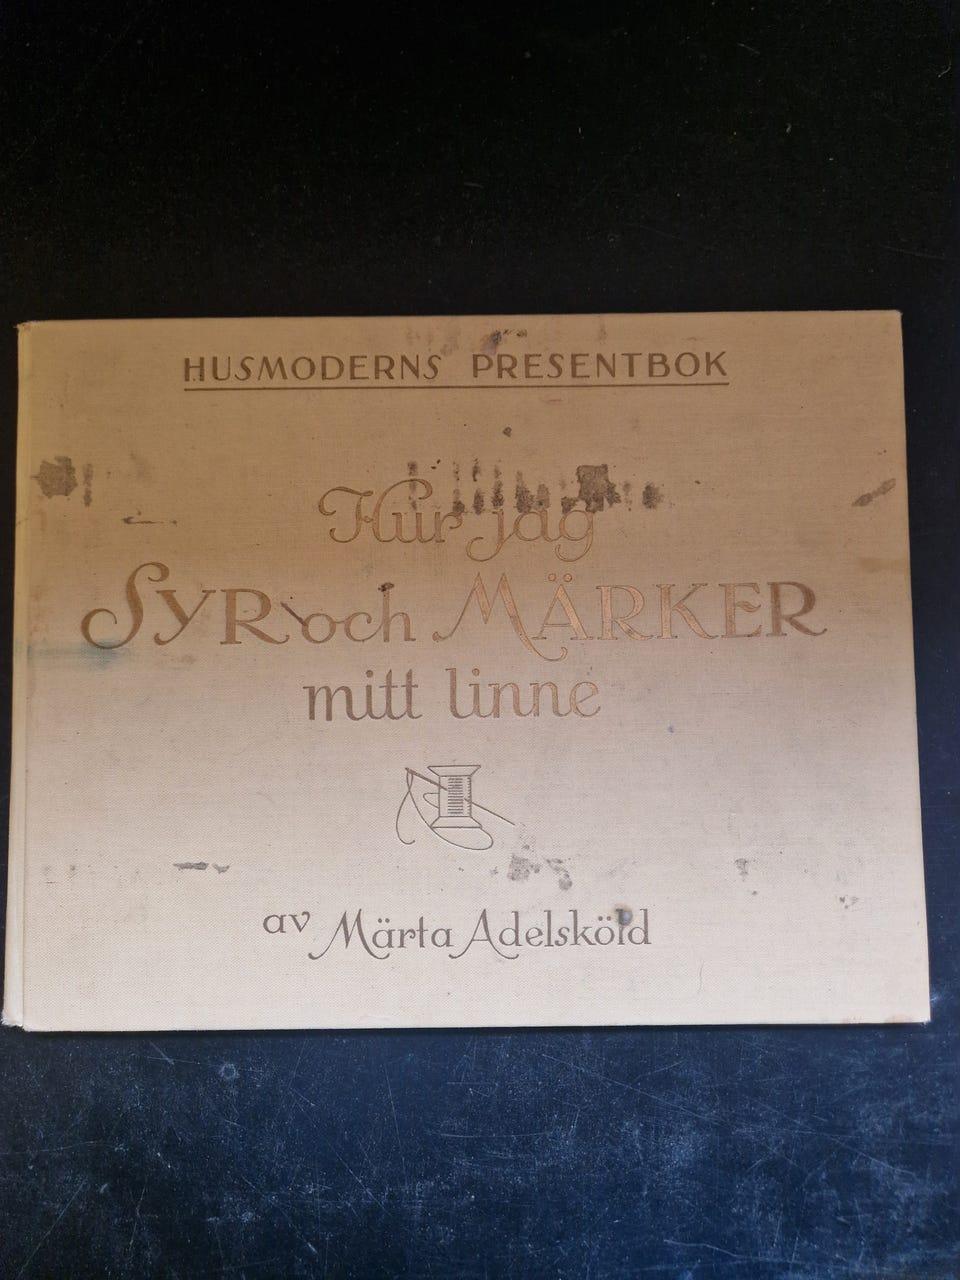 HUSMODERNS PRESENTBOK
Hur jag
SYR och MÄRKER
mitt linne
av Märta Adelsköld